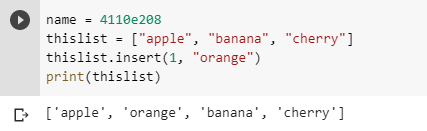 name = 4110e208
thislist = ["apple", "banana", "cherry"]
thislist.insert(1, "orange")
print(thislist)
['apple', 'orange', 'banana', 'cherry']